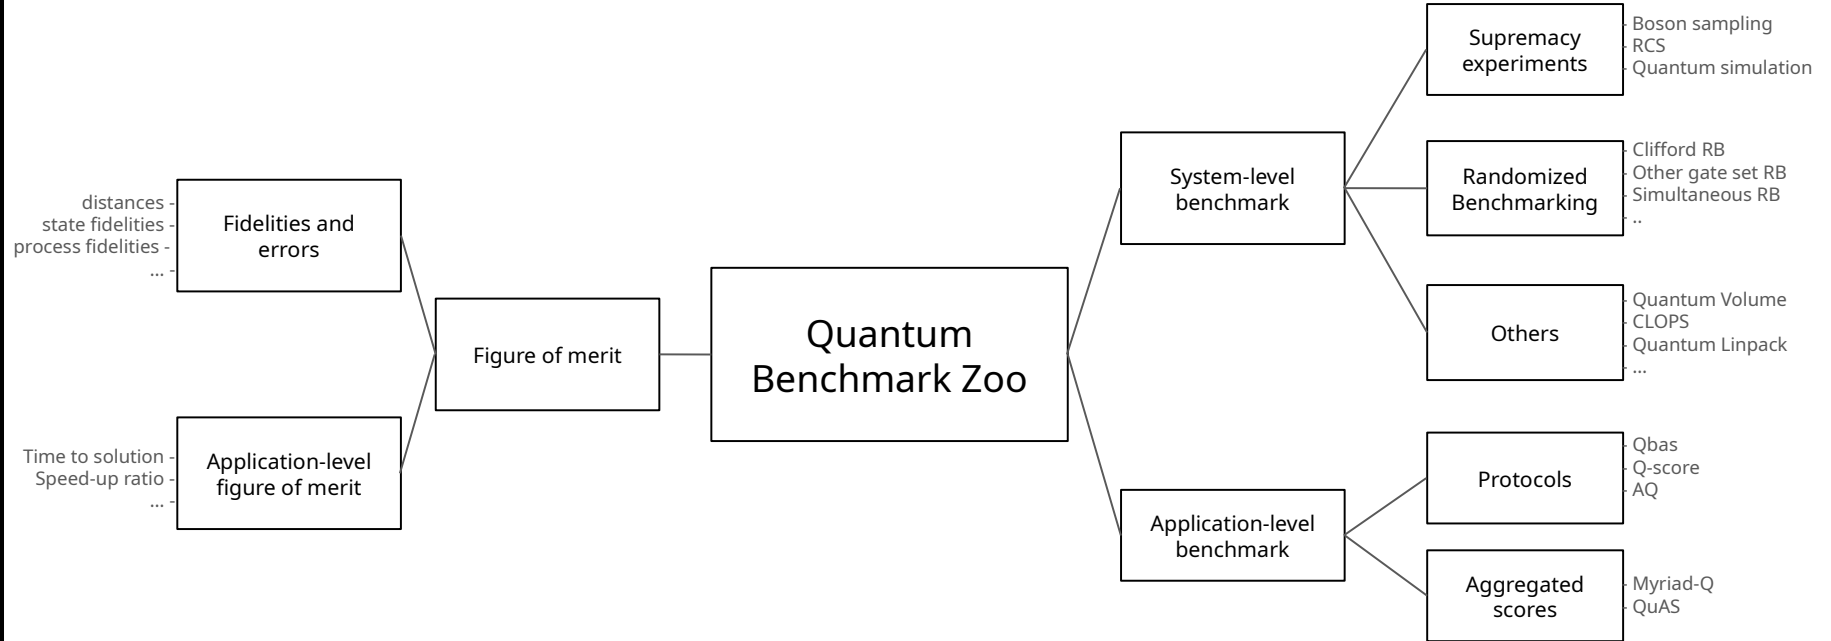 Supremacy
experiments
- Boson sampling
- RCS
- Quantum simulation
System-level
benchmark
Randomized
Benchmarking
- Clifford RB
- Other gate set RB
- Simultaneous RB
- ..
Others
- Quantum Volume
- CLOPS
- Quantum Linpack
- ...
distances -
state fidelities -
process fidelities -
... -
Fidelities and
errors
Figure of merit
Quantum
Benchmark Zoo
Time to solution -
Speed-up ratio -
... -
Application-level
figure of merit
Application-level
benchmark
Protocols
- Qbas
- Q-score
- AQ
Aggregated
scores
- Myriad-Q
- QuAS